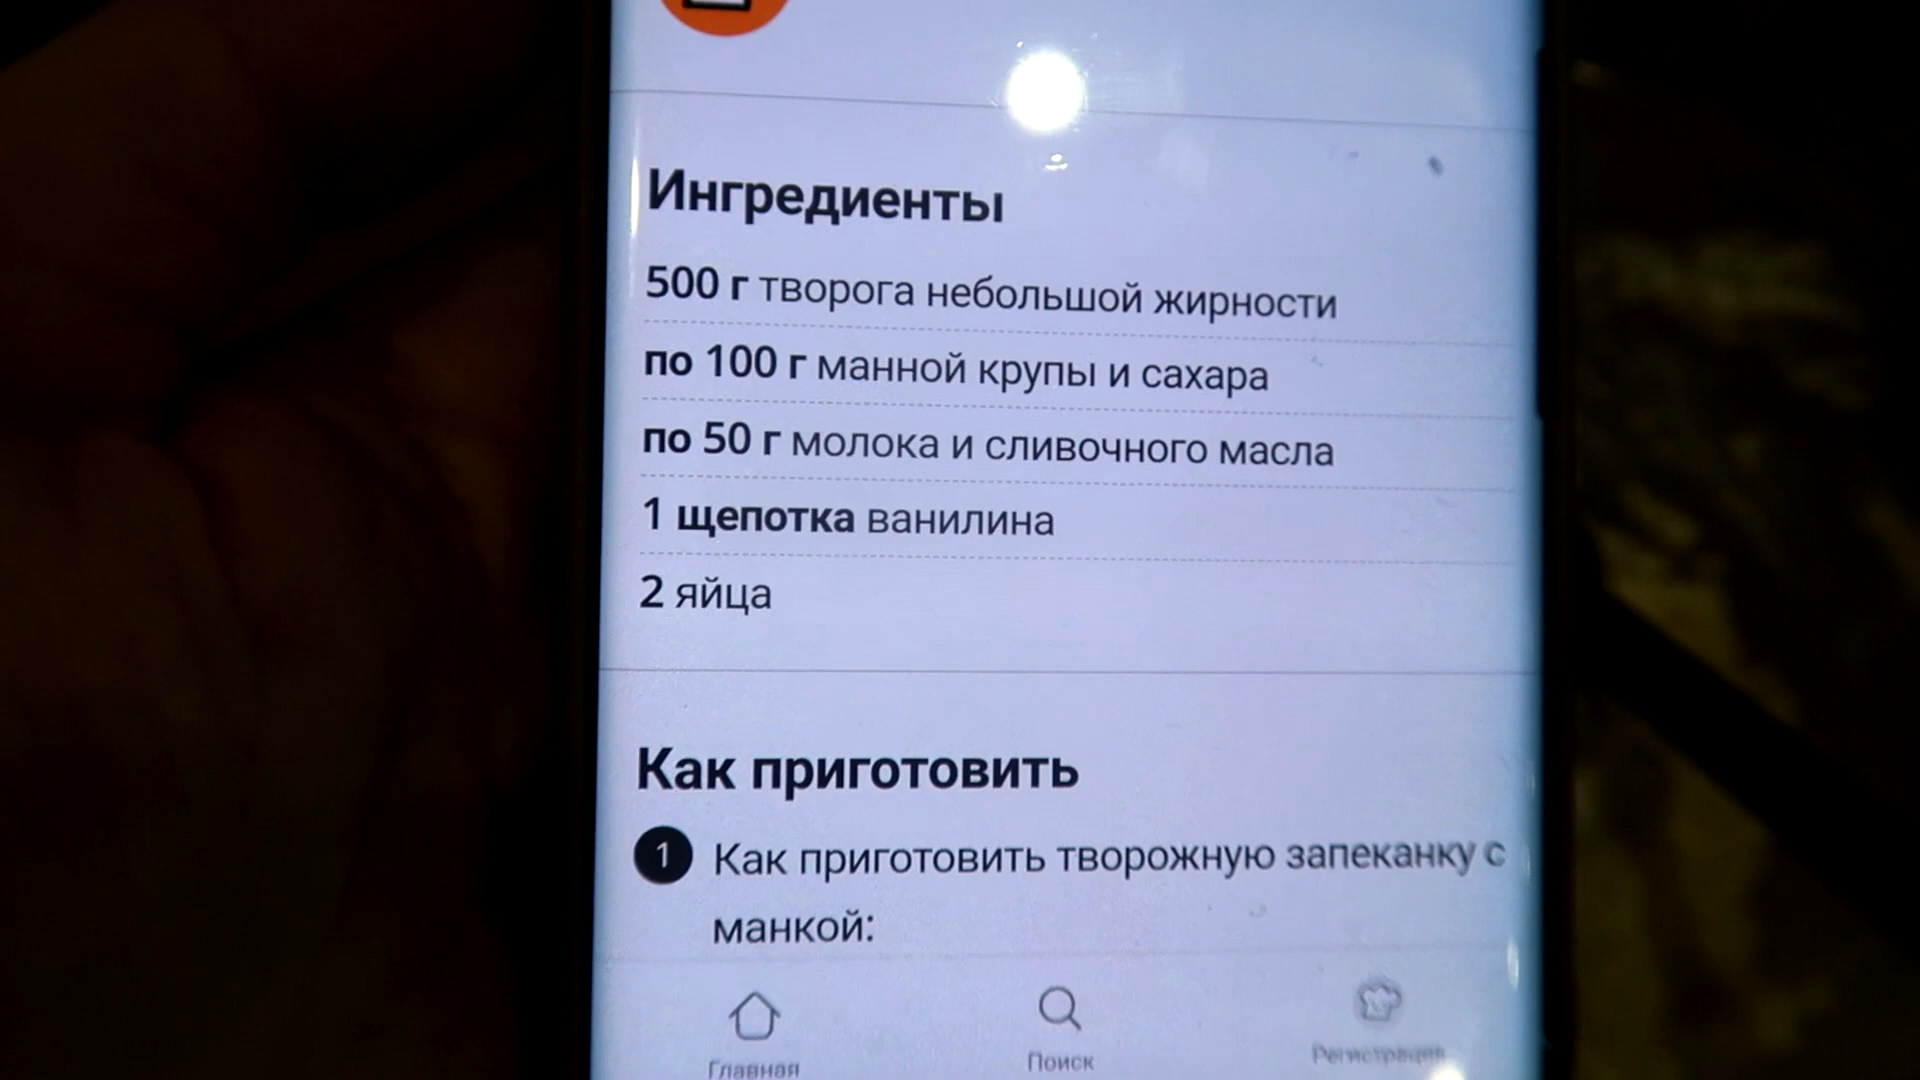 Ингредиенты
500 г творога небольшой жирности
по 100 г манной крупы и сахара
по 50 г молока и сливочного масла
1 щепотка ванилина
2 яйца
Как приготовить
1 Как приготовить творожную запеканку с
манкой:
Главная Поиск Регистрация